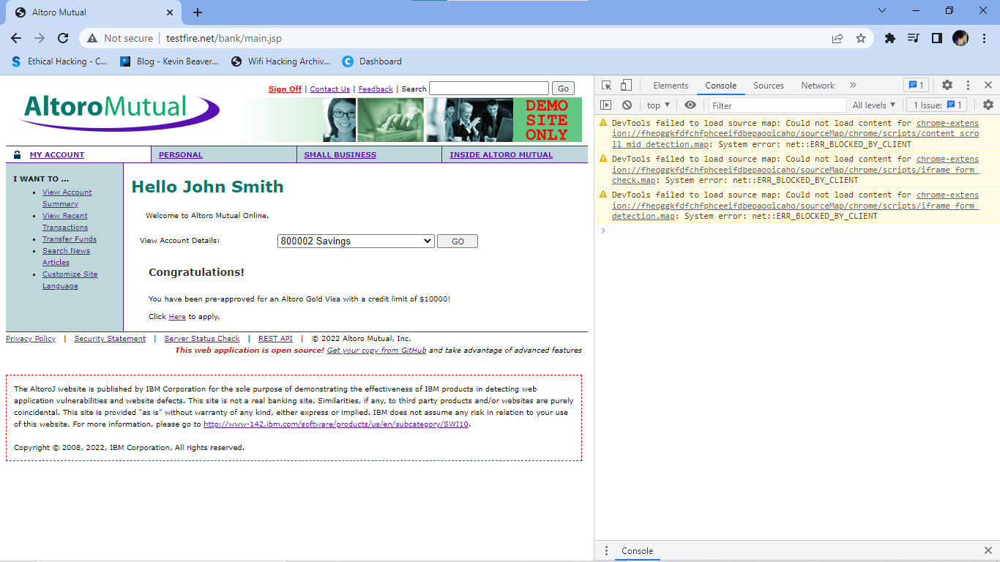 Altoro Mutual
Not secure | testfire.net/bank/main.jsp
Ethical Hacking - C...
Blog - Kevin Beaver...
Wifi Hacking Archiv...
Dashboard
Sign Off | Contact Us | Feedback | Search Go
AltoroMutual
DEMO
SITE
ONLY
MY ACCOUNT
PERSONAL
SMALL BUSINESS
INSIDE ALTORO MUTUAL
I WANT TO ...
View Account
Summary
View Recent
Transactions
Transfer Funds
Search News
Articles
Customize Site
Language
Hello John Smith
Welcome to Altoro Mutual Online.
View Account Details: 800002 Savings GO
Congratulations!
You have been pre-approved for an Altoro Gold Visa with a credit limit of $10000!
Click Here to apply.
Privacy Policy | Security Statement | Server Status Check | REST API | © 2022 Altoro Mutual, Inc.
This web application is open source! Get your copy from GitHub and take advantage of advanced features
The AltoroJ website is published by IBM Corporation for the sole purpose of demonstrating the effectiveness of IBM products in detecting web
application vulnerabilities and website defects. This site is not a real banking site. Similarities, if any, to third party products and/or websites are purely
coincidental. This site is provided "as is" without warranty of any kind, either express or implied. IBM does not assume any risk in relation to your use
of this website. For more information, please go to http://www-142.ibm.com/software/products/us/en/subcategory/SWI10.
Copyright © 2008, 2022, IBM Corporation, All rights reserved.
Elements Console Sources Network » 1
top Filter All levels 1 Issue: 1
DevTools failed to load source map: Could not load content for chrome-extens
ion://fheoggkfdfchfphceeifdbepaooicaho/sourceMap/chrome/scripts/content_scro
ll_mid_detection.map: System error: net::ERR_BLOCKED_BY_CLIENT
DevTools failed to load source map: Could not load content for chrome-extens
ion://fheoggkfdfchfphceeifdbepaooicaho/sourceMap/chrome/scripts/iframe_form_
check.map: System error: net::ERR_BLOCKED_BY_CLIENT
DevTools failed to load source map: Could not load content for chrome-extens
ion://fheoggkfdfchfphceeifdbepaooicaho/sourceMap/chrome/scripts/iframe_form_
detection.map: System error: net::ERR_BLOCKED_BY_CLIENT
Console